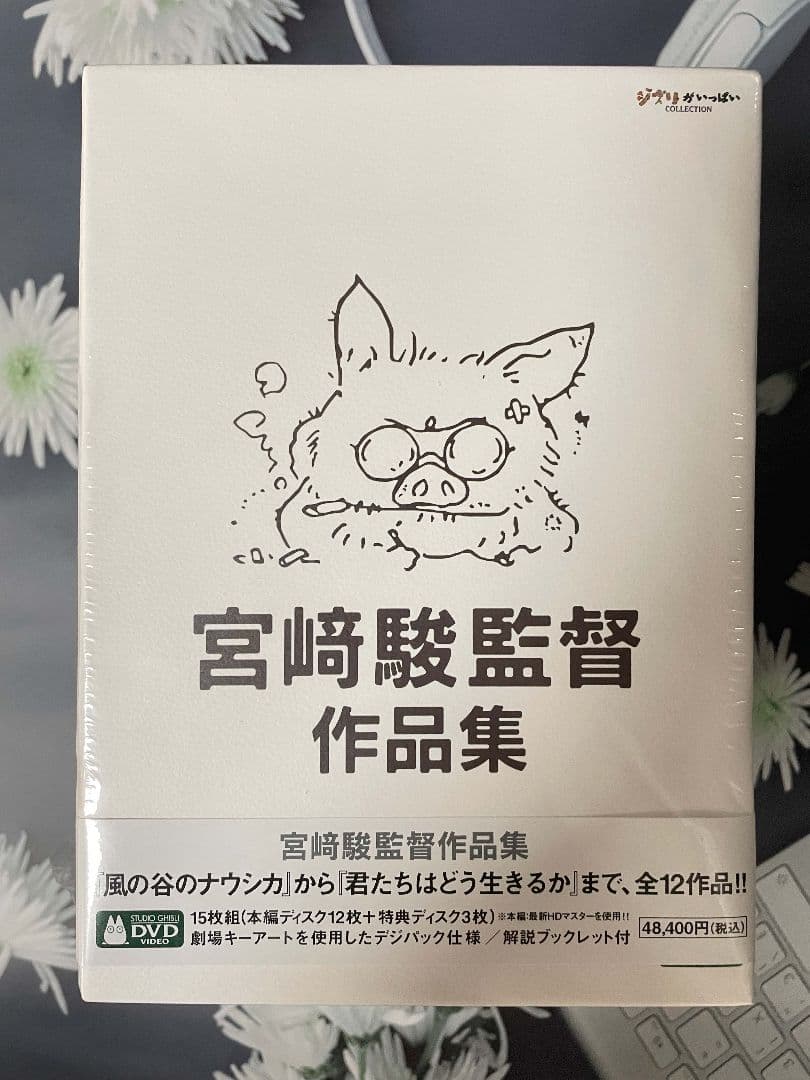 ジブリがいっぱい
COLLECTION
宮﨑駿監督
作品集
宮﨑駿監督作品集
『風の谷のナウシカ』から『君たちはどう生きるか』まで、全12作品!!
STUDIO GHIBLI
DVD
VIDEO
15枚組(本編ディスク12枚+特典ディスク3枚)※本編:最新HDマスターを使用!!
劇場キーアートを使用したデジパック仕様/解説ブックレット付
48,400円(税込)